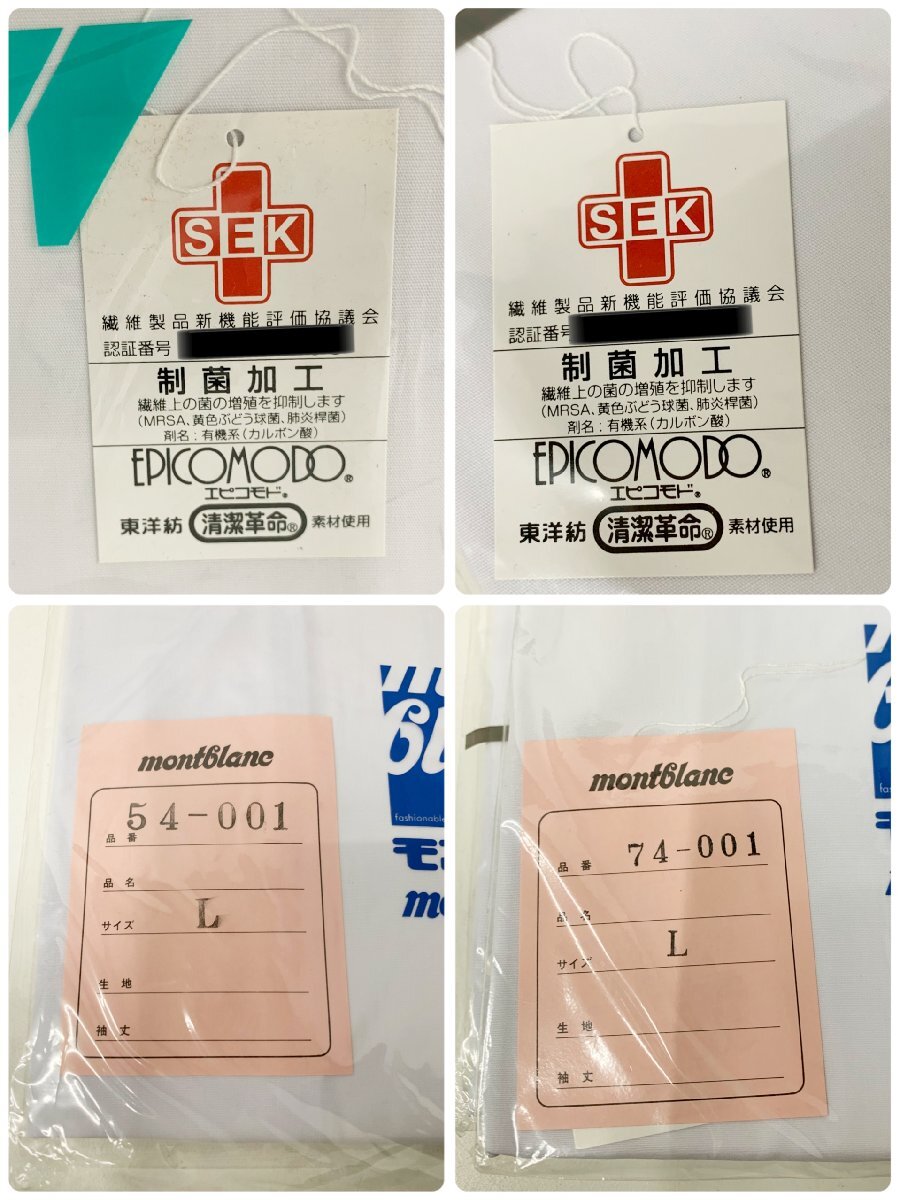 SEK
繊維製品新機能評価協議会
認証番号
制菌加工
繊維上の菌の増殖を抑制します
(MRSA、黄色ぶどう球菌、肺炎桿菌)
剤名:有機系(カルボン酸)
EPICOMODO®
エピコモド®
東洋紡 清潔革命® 素材使用
SEK
繊維製品新機能評価協議会
認証番号
制菌加工
繊維上の菌の増殖を抑制します
(MRSA、黄色ぶどう球菌、肺炎桿菌)
剤名:有機系(カルボン酸)
EPICOMODO®
エピコモド®
東洋紡 清潔革命® 素材使用
montblanc
品番 54-001
品名
サイズ L
生地
袖丈
fashionable
montblanc
品番 74-001
品名
サイズ L
生地
袖丈